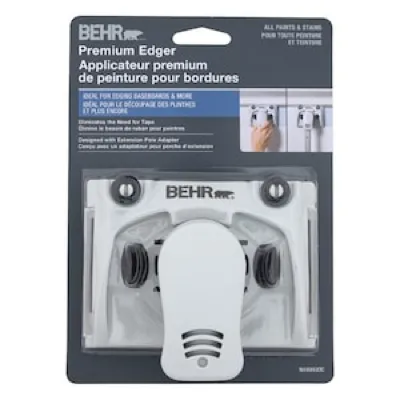 BEHR
ALL PAINTS & STAINS
POUR TOUTE PEINTURE
ET TEINTURE
Premium Edger
Applicateur premium
de peinture pour bordures
IDEAL FOR EDGING BASEBOARDS & MORE
IDÉAL POUR LE DÉCOUPAGE DES PLINTHES
ET PLUS ENCORE
Eliminates the Need for Tape
Élimine le besoin de ruban pour peintres
Designed with Extension Pole Adapter
Conçu avec un adaptateur pour perche d'extension
BEHR